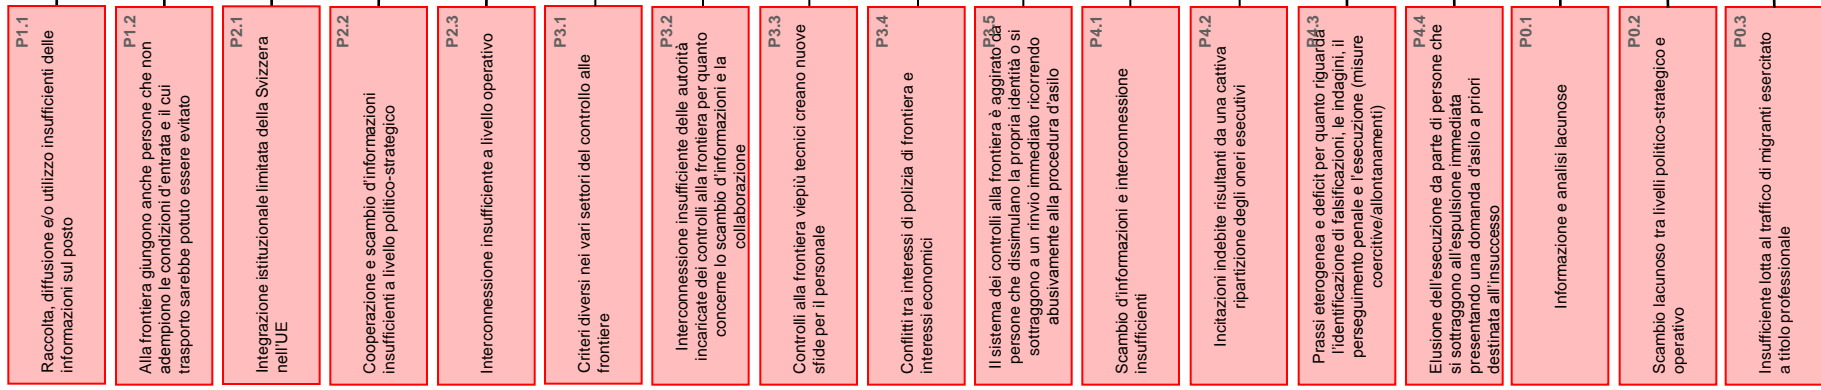 P1.1
Raccolta, diffusione e/o utilizzo insufficienti delle
informazioni sul posto
P1.2
Alla frontiera giungono anche persone che non
adempiono le condizioni d'entrata e il cui
trasporto sarebbe potuto essere evitato
P2.1
Integrazione istituzionale limitata della Svizzera
nell'UE
P2.2
Cooperazione e scambio d'informazioni
insufficienti a livello politico-strategico
P2.3
Interconnessione insufficiente a livello operativo
P3.1
Criteri diversi nei vari settori del controllo alle
frontiere
P3.2
Interconnessione insufficiente delle autorità
incaricate dei controlli alla frontiera per quanto
concerne lo scambio d'informazioni e la
collaborazione
P3.3
Controlli alla frontiera viepiù tecnici creano nuove
sfide per il personale
P3.4
Conflitti tra interessi di polizia di frontiera e
interessi economici
P3.5
Il sistema dei controlli alla frontiera è aggirato da
persone che dissimulano la propria identità o si
sottraggono a un rinvio immediato ricorrendo
abusivamente alla procedura d'asilo
P4.1
Scambio d'informazioni e interconnessione
insufficienti
P4.2
Incitazioni indebite risultanti da una cattiva
ripartizione degli oneri esecutivi
P4.3
Prassi eterogenea e deficit per quanto riguarda
l'identificazione di falsificazioni, le indagini, il
perseguimento penale e l'esecuzione (misure
coercitive/allontanamenti)
P4.4
Elusione dell'esecuzione da parte di persone che
si sottraggono all'espulsione immediata
presentando una domanda d'asilo a priori
destinata all'insuccesso
P0.1
Informazione e analisi lacunose
P0.2
Scambio lacunoso tra livelli politico-strategico e
operativo
P0.3
Insufficiente lotta al traffico di migranti esercitato
a titolo professionale